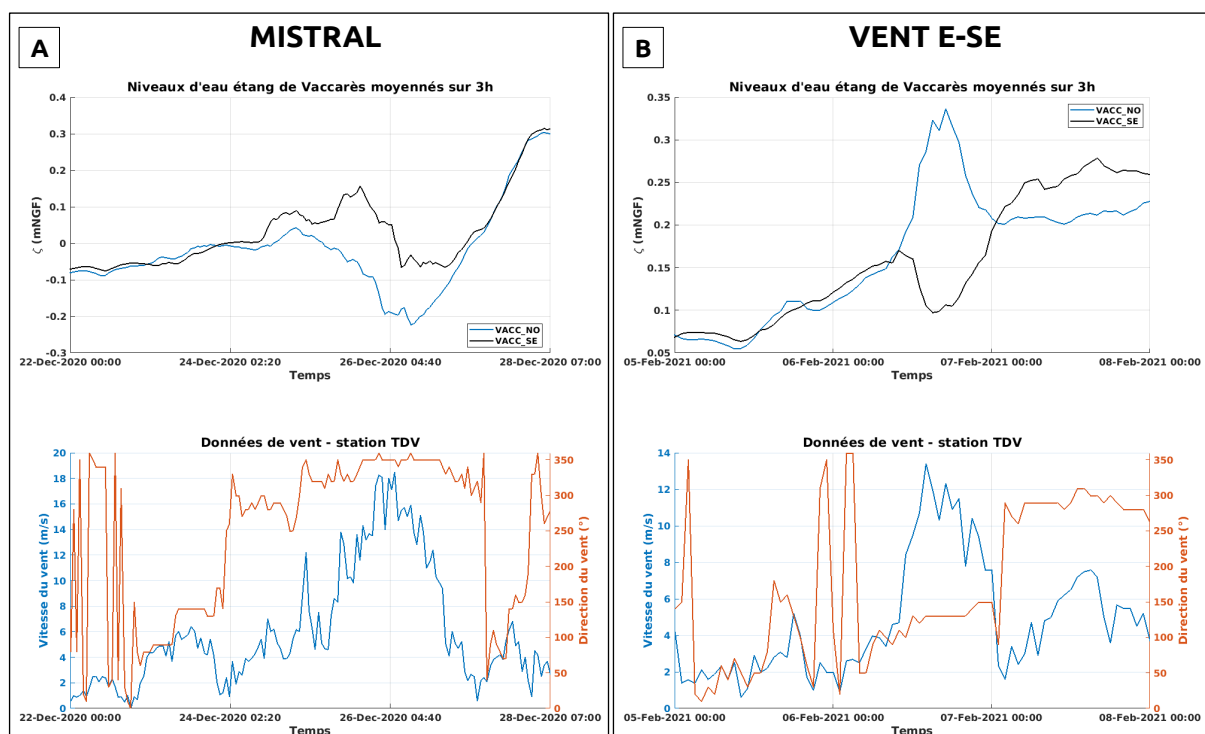 A
MISTRAL
Niveaux d'eau étang de Vaccarès moyennés sur 3h
ζ (mNGF)
0.4
0.3
0.2
0.1
0
-0.1
-0.2
-0.3
VACC_NO
VACC_SE
22-Dec-2020 00:00 24-Dec-2020 02:20 26-Dec-2020 04:40 28-Dec-2020 07:00
Temps
Données de vent - station TDV
Vitesse du vent (m/s)
20
18
16
14
12
10
8
6
4
2
0
350
300
250
200
150
100
50
0
Direction du vent (°)
22-Dec-2020 00:00 24-Dec-2020 02:20 26-Dec-2020 04:40 28-Dec-2020 07:00
Temps
B
VENT E-SE
Niveaux d'eau étang de Vaccarès moyennés sur 3h
ζ (mNGF)
0.35
0.3
0.25
0.2
0.15
0.1
0.05
VACC_NO
VACC_SE
05-Feb-2021 00:00 06-Feb-2021 00:00 07-Feb-2021 00:00 08-Feb-2021 00:00
Temps
Données de vent - station TDV
Vitesse du vent (m/s)
14
12
10
8
6
4
2
0
350
300
250
200
150
100
50
0
Direction du vent (°)
05-Feb-2021 00:00 06-Feb-2021 00:00 07-Feb-2021 00:00 08-Feb-2021 00:00
Temps